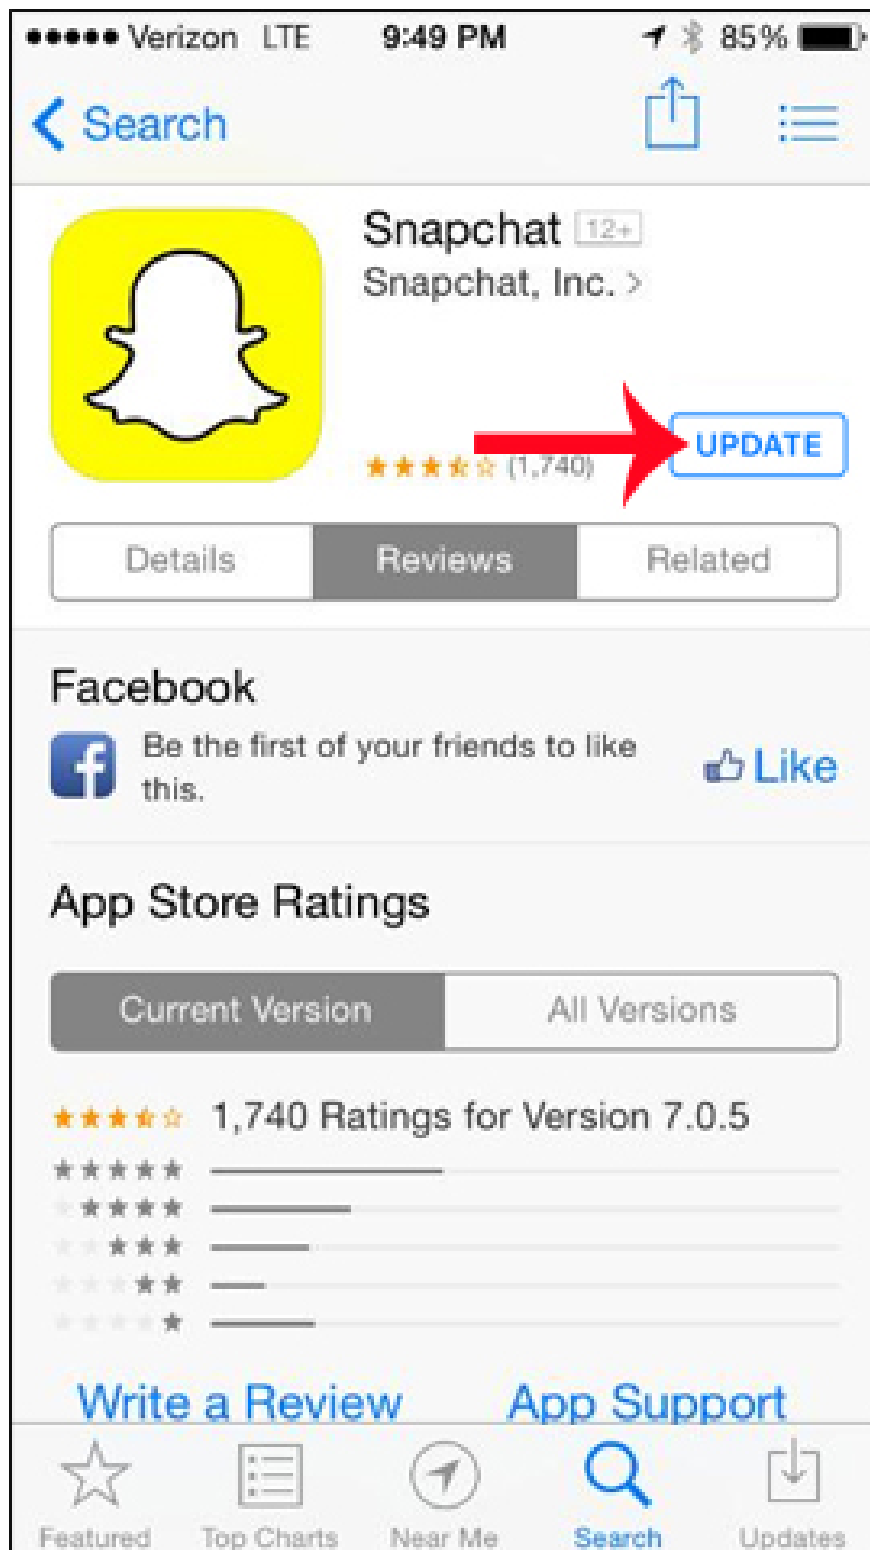 Verizon LTE 9:49 PM 85%
Search
Snapchat 12+
Snapchat, Inc. >
(1,740) UPDATE
Details Reviews Related
Facebook
Be the first of your friends to like
this.
Like
App Store Ratings
Current Version All Versions
1,740 Ratings for Version 7.0.5
Write a Review App Support
Featured Top Charts Near Me Search Updates